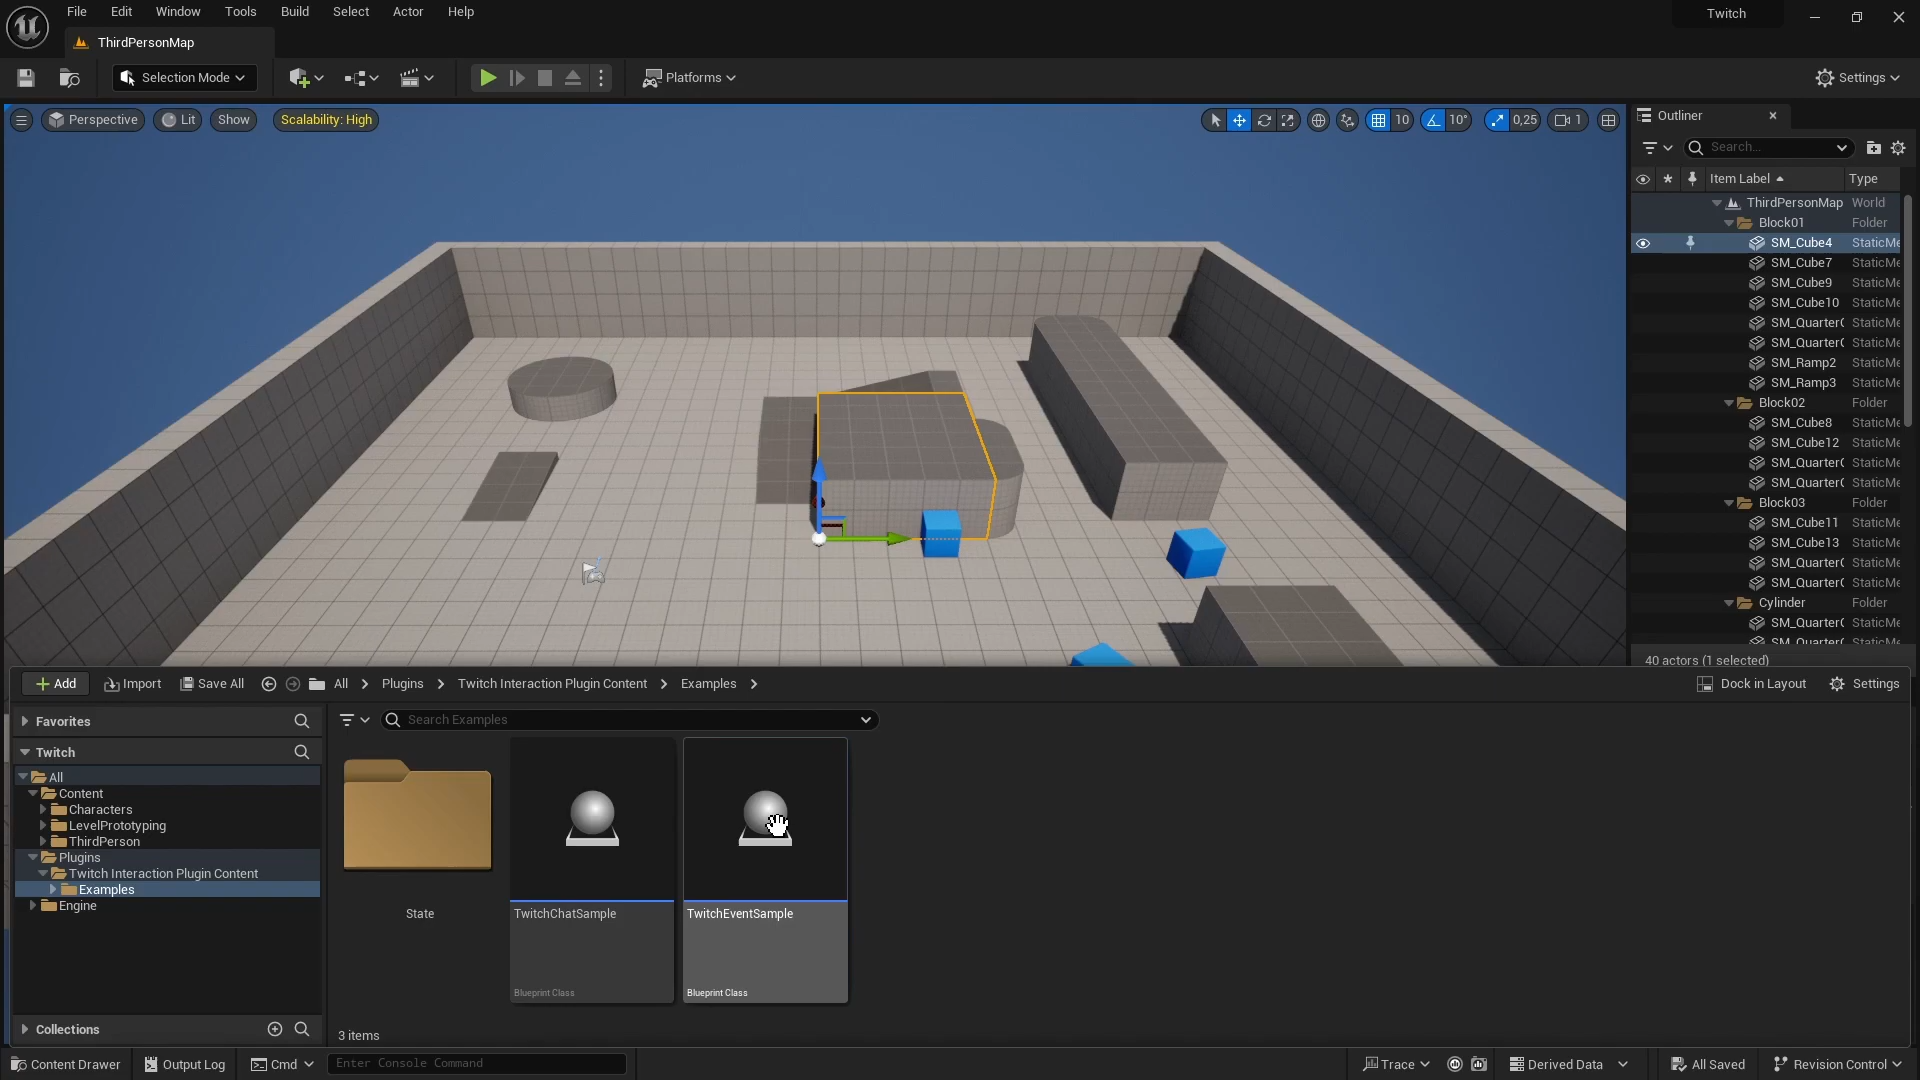 File Edit Window Tools Build Select Actor Help
Twitch
ThirdPersonMap
Selection Mode
Platforms
Settings
Perspective Lit Show Scalability: High
10 10° 0,25 1
Outliner
Search...
Item Label Type
ThirdPersonMap World
Block01 Folder
SM_Cube4 StaticMe
SM_Cube7 StaticMe
SM_Cube9 StaticMe
SM_Cube10 StaticMe
SM_Quarter( StaticMe
SM_Quarter( StaticMe
SM_Ramp2 StaticMe
SM_Ramp3 StaticMe
Block02 Folder
SM_Cube8 StaticMe
SM_Cube12 StaticMe
SM_Quarter( StaticMe
SM_Quarter( StaticMe
Block03 Folder
SM_Cube11 StaticMe
SM_Cube13 StaticMe
SM_Quarter( StaticMe
SM_Quarter( StaticMe
Cylinder Folder
SM_Quarter( StaticMe
SM_Quarter( StaticMe
40 actors (1 selected)
Add Import Save All All Plugins Twitch Interaction Plugin Content Examples
Dock in Layout Settings
Favorites
Search Examples
Twitch
All
Content
Characters
LevelPrototyping
ThirdPerson
Plugins
Twitch Interaction Plugin Content
Examples
Engine
Collections
State
TwitchChatSample
Blueprint Class
TwitchEventSample
Blueprint Class
3 items
Content Drawer Output Log Cmd Enter Console Command
Trace Derived Data All Saved Revision Control